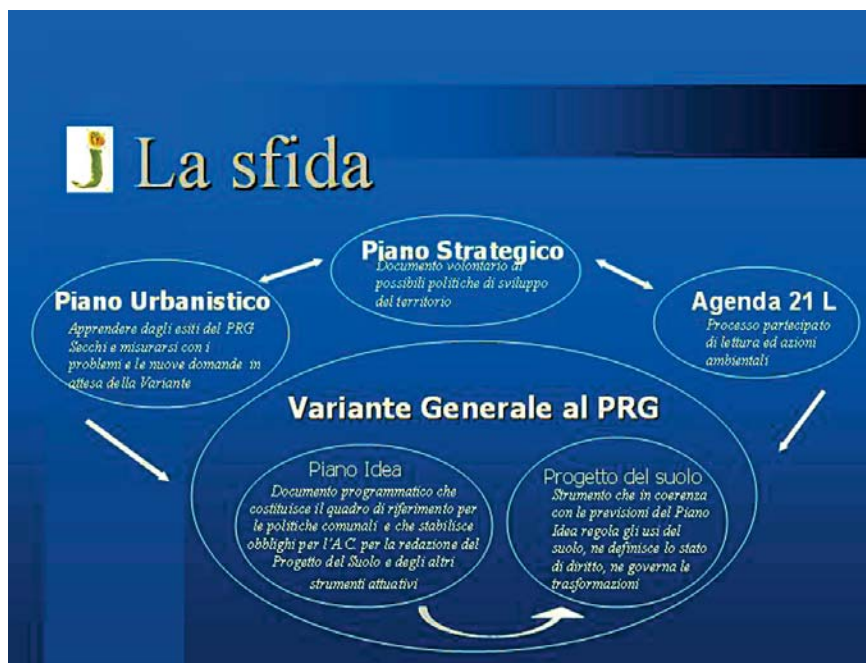 La sfida
Piano Strategico
Documento volontario di
possibili politiche di sviluppo
del territorio
Piano Urbanistico
Apprendere dagli esiti del PRG
Secchi e misurarsi con i
problemi e le nuove domande in
attesa della Variante
Agenda 21 L
Processo partecipato
di lettura ed azioni
ambientali
Variante Generale al PRG
Piano Idea
Documento programmatico che
costituisce il quadro di riferimento per
le politiche comunali e che stabilisce
obblighi per l'A.C. per la redazione del
Progetto del Suolo e degli altri
strumenti attuativi
Progetto del suolo
Strumento che in coerenza
con le previsioni del Piano
Idea regola gli usi del
suolo, ne definisce lo stato
di diritto, ne governa le
trasformazioni